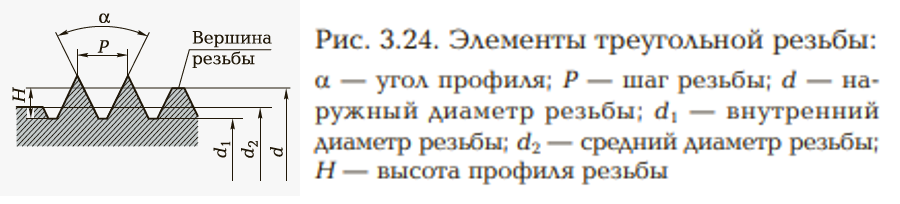 α
P
Вершина
резьбы
H
d₁
d₂
d
Рис. 3.24. Элементы треугольной резьбы:
α — угол профиля; P — шаг резьбы; d — на-
ружный диаметр резьбы; d₁ — внутренний
диаметр резьбы; d₂ — средний диаметр резьбы;
H — высота профиля резьбы